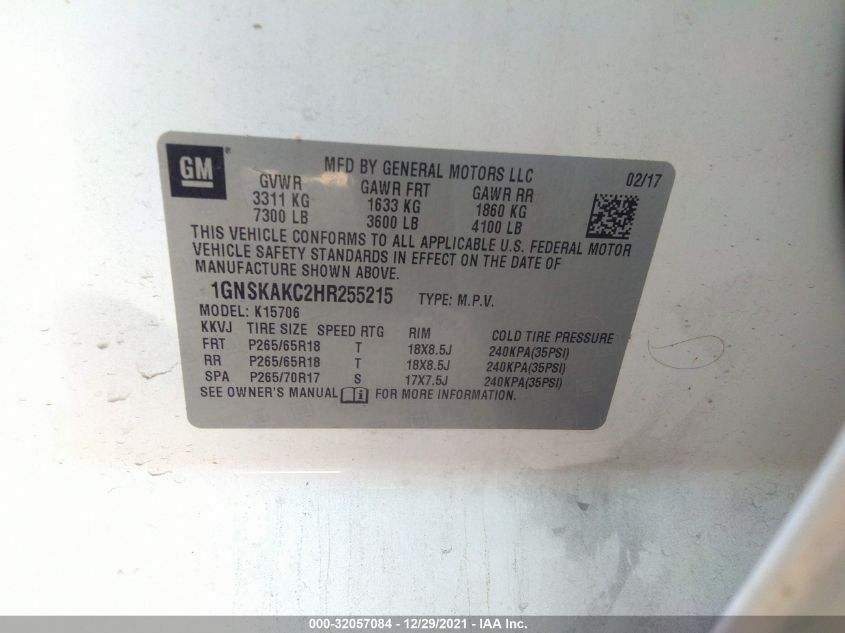 GM®
MFD BY GENERAL MOTORS LLC 02/17
GVWR GAWR FRT GAWR RR
3311 KG 1633 KG 1860 KG
7300 LB 3600 LB 4100 LB
THIS VEHICLE CONFORMS TO ALL APPLICABLE U.S. FEDERAL MOTOR
VEHICLE SAFETY STANDARDS IN EFFECT ON THE DATE OF
MANUFACTURE SHOWN ABOVE.
1GNSKAKC2HR255215 TYPE: M.P.V.
MODEL: K15706
KKVJ TIRE SIZE SPEED RTG RIM COLD TIRE PRESSURE
FRT P265/65R18 T 18X8.5J 240KPA(35PSI)
RR P265/65R18 T 18X8.5J 240KPA(35PSI)
SPA P265/70R17 S 17X7.5J 240KPA(35PSI)
SEE OWNER'S MANUAL i FOR MORE INFORMATION.
000-32057084 - 12/29/2021 - IAA Inc.